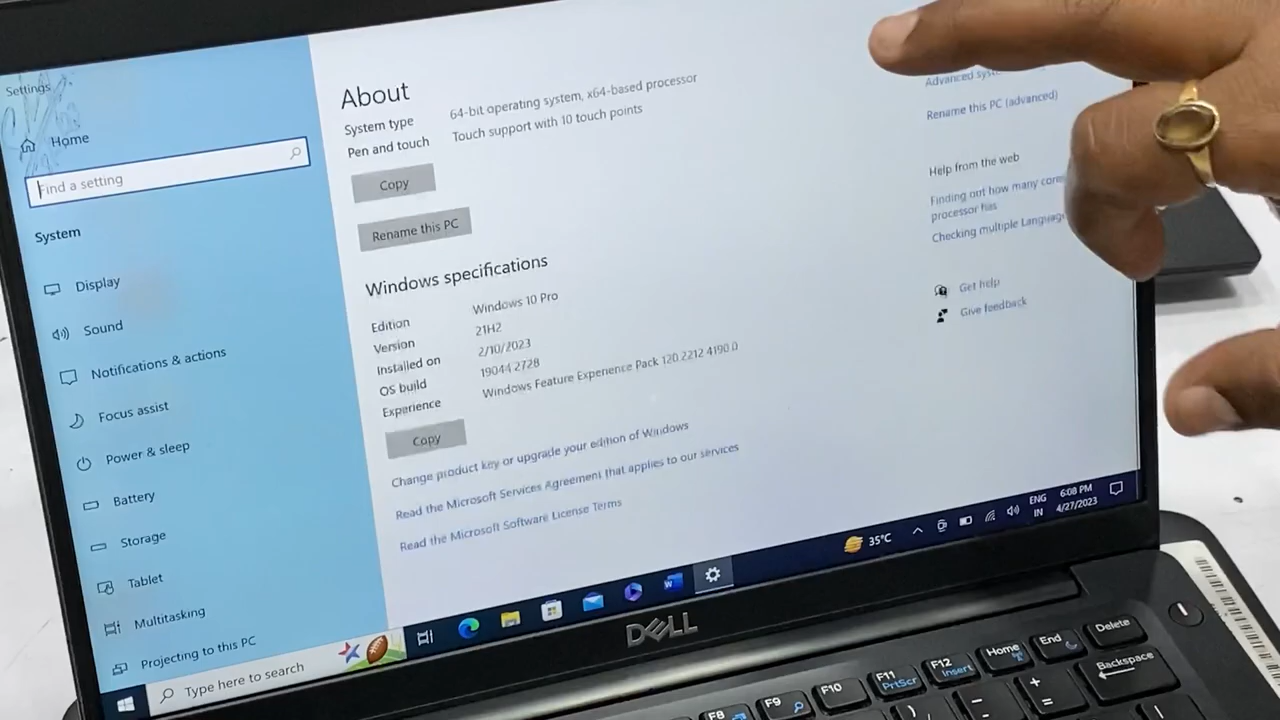 Settings
Home
Find a setting
System
Display
Sound
Notifications & actions
Focus assist
Power & sleep
Battery
Storage
Tablet
Multitasking
Projecting to this PC
About
System type 64-bit operating system, x64-based processor
Pen and touch Touch support with 10 touch points
Copy
Rename this PC
Windows specifications
Edition Windows 10 Pro
Version 21H2
Installed on 2/10/2023
OS build 19044.2728
Experience Windows Feature Experience Pack 120.2212.4190.0
Copy
Change product key or upgrade your edition of Windows
Read the Microsoft Services Agreement that applies to our services
Read the Microsoft Software License Terms
Advanced
Rename this PC (advanced)
Help from the web
Finding out how many
processor has
Checking multiple
Get help
Give feedback
Type here to search
35°C
ENG
IN
6:08 PM
4/27/2023
DELL
F8
F9
F10
F11
PrtScr
F12
Insert
Home
End
Delete
Backspace